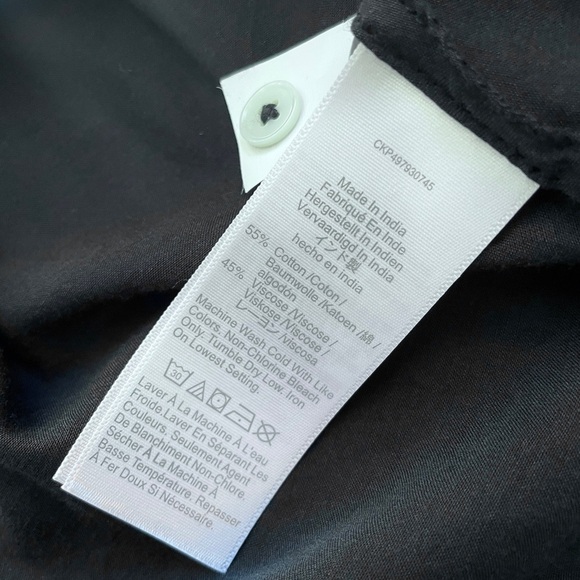 CKP497930745
Made In India
Fabriqué En Inde
Hergestellt In Indien
Vervaardigd In India
インド製
hecho en india
55% Cotton /Coton /
Baumwolle /Katoen /綿 /
algodón
45% Viscose /Viscose /
Viskose /Viscose /
レーヨン /viscosa
Machine Wash Cold With Like
Colors, Non-Chlorine Bleach
Only. Tumble Dry Low. Iron
On Lowest Setting.
30
Laver À La Machine À L'eau
Froide.Laver En Séparant Les
Couleurs, Seulement Agent
De Blanchiment Non-Chlore.
Sécher À La Machine À
Basse Température. Repasser
À Fer Doux Si Nécessaire.